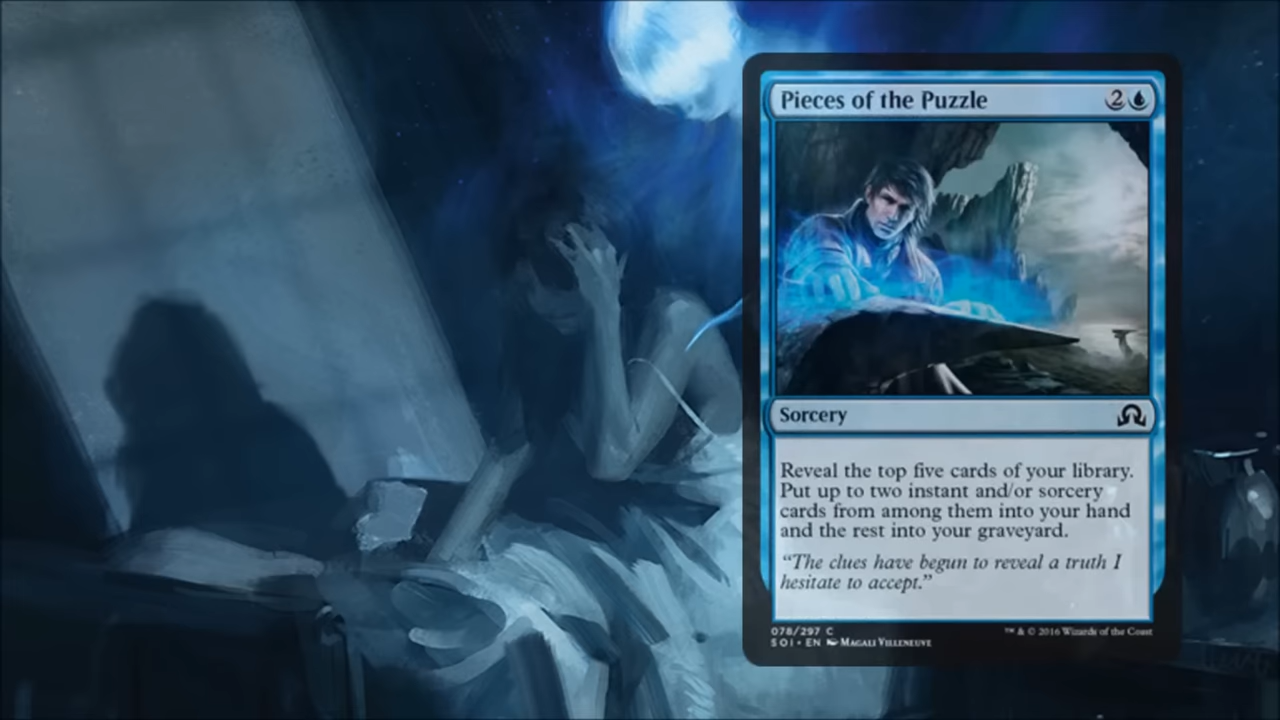 Pieces of the Puzzle 2
Sorcery
Reveal the top five cards of your library.
Put up to two instant and/or sorcery
cards from among them into your hand
and the rest into your graveyard.
“The clues have begun to reveal a truth I
hesitate to accept.”
078/297 C
SOI • EN Magali Villeneuve
™ & © 2016 Wizards of the Coast